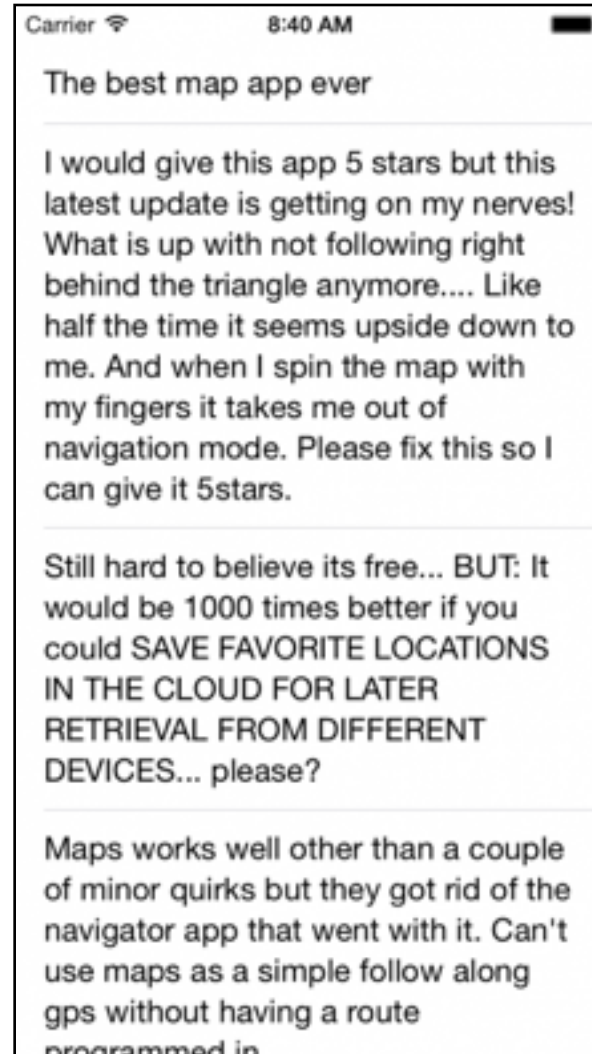 Carrier
8:40 AM
The best map app ever
I would give this app 5 stars but this
latest update is getting on my nerves!
What is up with not following right
behind the triangle anymore.... Like
half the time it seems upside down to
me. And when I spin the map with
my fingers it takes me out of
navigation mode. Please fix this so I
can give it 5stars.
Still hard to believe its free... BUT: It
would be 1000 times better if you
could SAVE FAVORITE LOCATIONS
IN THE CLOUD FOR LATER
RETRIEVAL FROM DIFFERENT
DEVICES... please?
Maps works well other than a couple
of minor quirks but they got rid of the
navigator app that went with it. Can't
use maps as a simple follow along
gps without having a route
programmed in